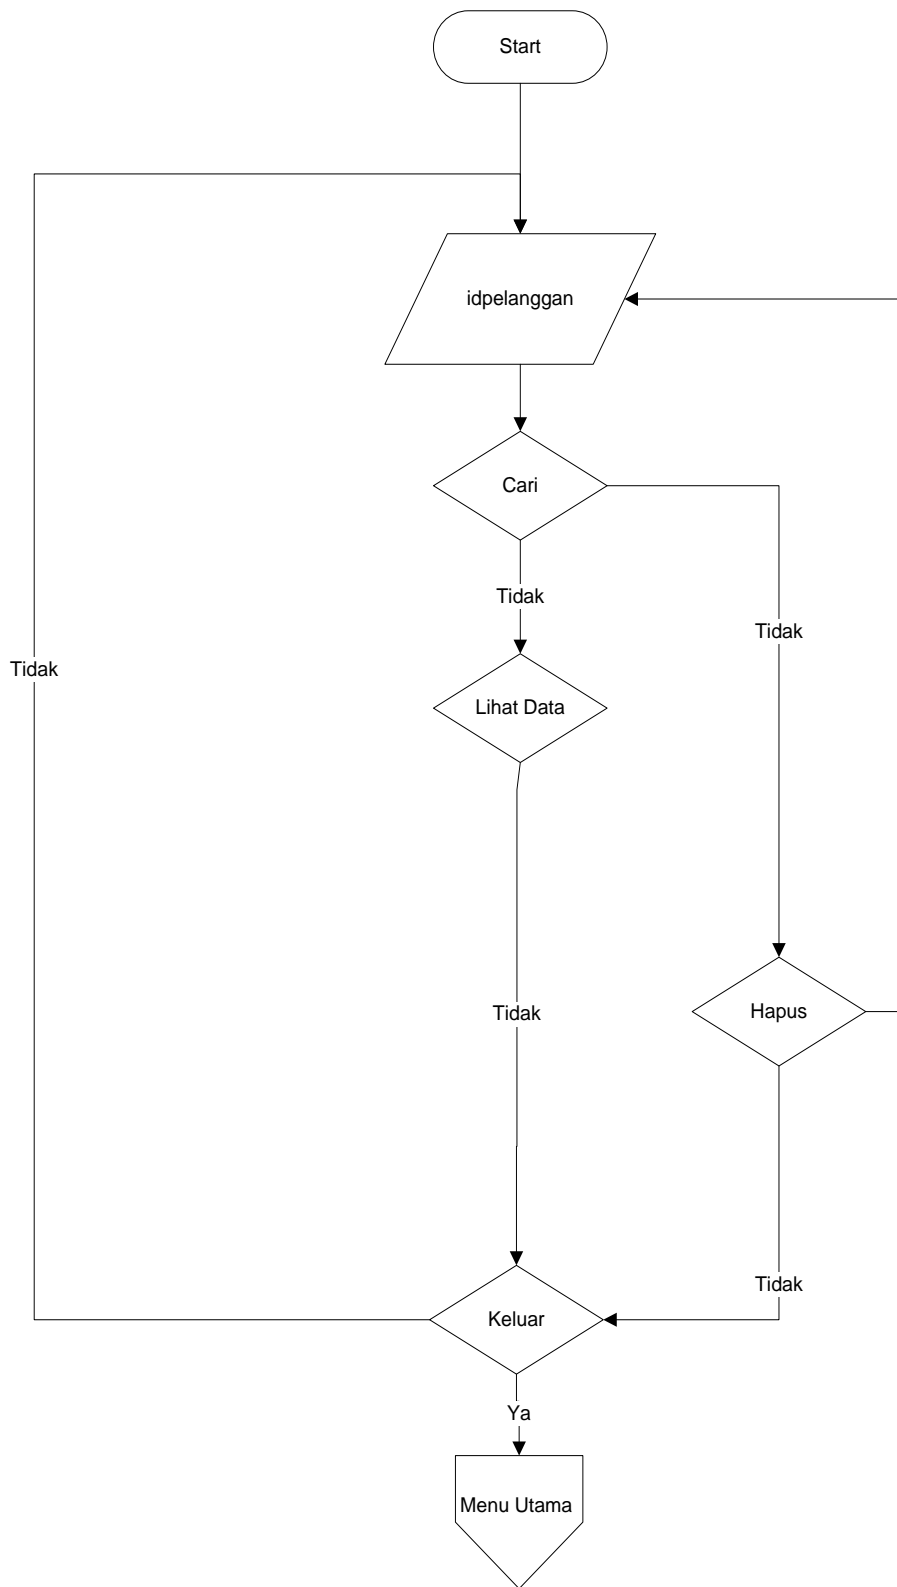 Start
idpelanggan
Cari
Tidak
Tidak
Tidak
Lihat Data
Tidak
Hapus
Tidak
Keluar
Ya
Menu Utama